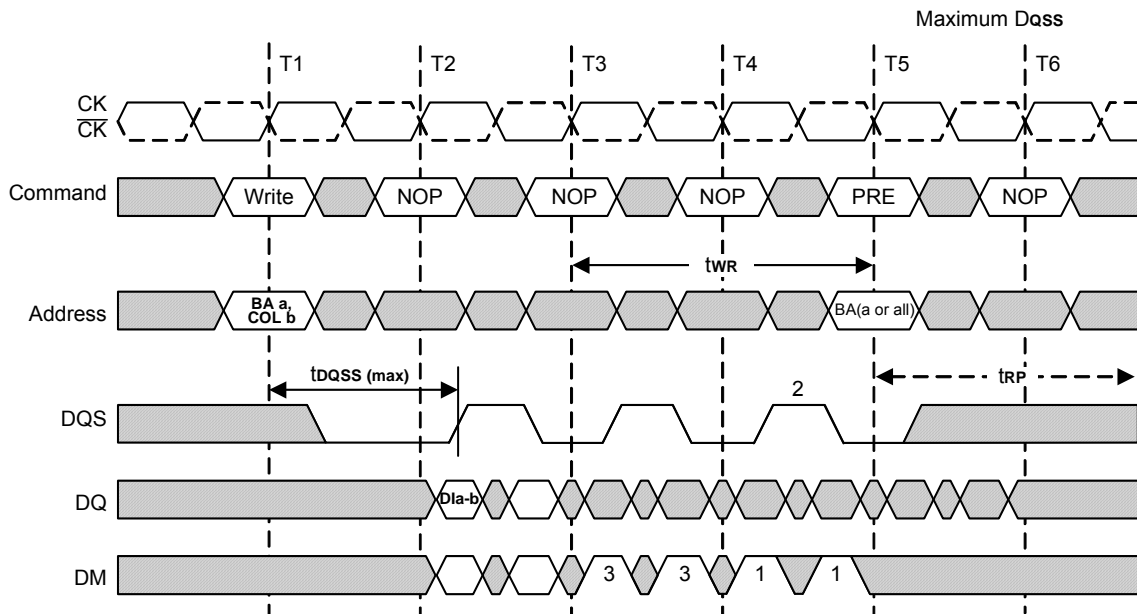 Maximum DQSS
T1 T2 T3 T4 T5 T6
CK
CK
Command Write NOP NOP NOP PRE NOP
tWR
Address BA a, COL b BA(a or all)
tDQSS (max) tRP
DQS 2
DQ DIa-b
DM 3 3 1 1